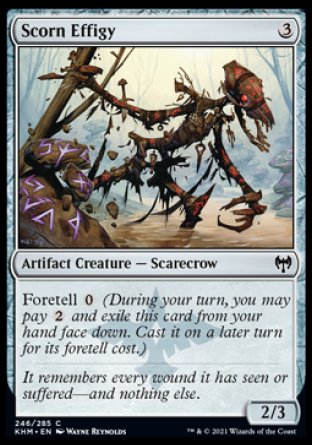 Scorn Effigy 3
Artifact Creature — Scarecrow
Foretell 0 (During your turn, you may
pay 2 and exile this card from your
hand face down. Cast it on a later turn
for its foretell cost.)
It remembers every wound it has seen or
suffered—and nothing else.
2/3
246/285 C
KHM • EN Wayne Reynolds
™ & © 2021 Wizards of the Coast